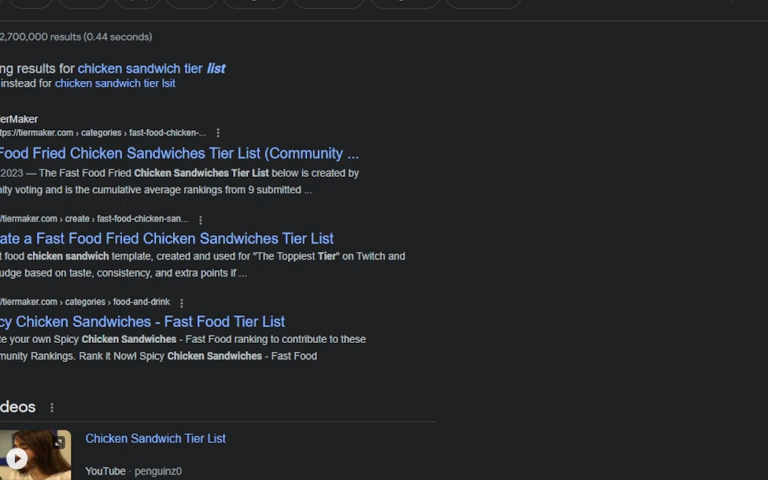 2,700,000 results (0.44 seconds)
ng results for chicken sandwich tier list
instead for chicken sandwich tier lsit
erMaker
tps://tiermaker.com › categories › fast-food-chicken-...
Food Fried Chicken Sandwiches Tier List (Community ...
2023 — The Fast Food Fried Chicken Sandwiches Tier List below is created by
nity voting and is the cumulative average rankings from 9 submitted ...
//tiermaker.com › create › fast-food-chicken-san...
ate a Fast Food Fried Chicken Sandwiches Tier List
t food chicken sandwich template, created and used for "The Toppiest Tier" on Twitch and
udge based on taste, consistency, and extra points if ...
//tiermaker.com › categories › food-and-drink
cy Chicken Sandwiches - Fast Food Tier List
te your own Spicy Chicken Sandwiches - Fast Food ranking to contribute to these
munity Rankings. Rank it Now! Spicy Chicken Sandwiches - Fast Food
deos
Chicken Sandwich Tier List
YouTube · penguinz0